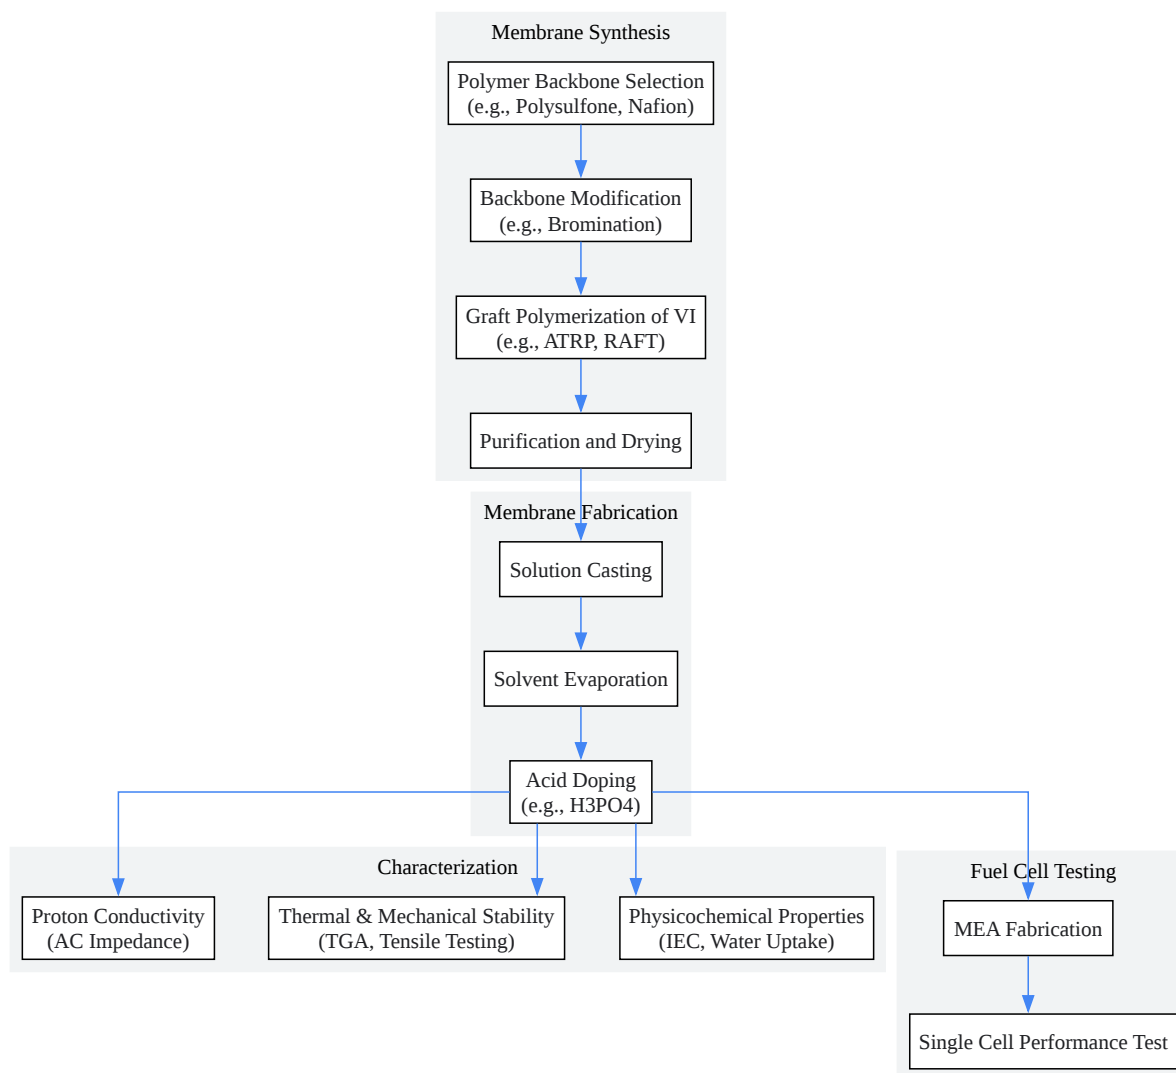 Membrane Synthesis
Polymer Backbone Selection
(e.g., Polysulfone, Nafion)
Backbone Modification
(e.g., Bromination)
Graft Polymerization of VI
(e.g., ATRP, RAFT)
Purification and Drying
Membrane Fabrication
Solution Casting
Solvent Evaporation
Acid Doping
(e.g., H3PO4)
Characterization
Proton Conductivity
(AC Impedance)
Thermal & Mechanical Stability
(TGA, Tensile Testing)
Physicochemical Properties
(IEC, Water Uptake)
Fuel Cell Testing
MEA Fabrication
Single Cell Performance Test